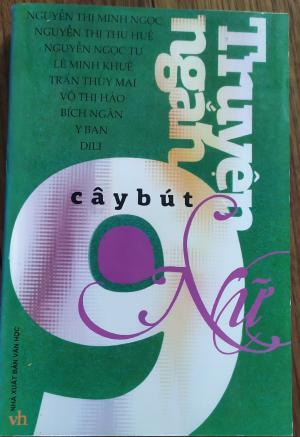 NGUYỄN THỊ MINH NGỌC
NGUYỄN THỊ THU HUỆ
NGUYỄN NGỌC TƯ
LÊ MINH KHUÊ
TRẦN THÙY MAI
VÕ THỊ HẢO
BÍCH NGÂN
Y BAN
DILI
Truyện
ngắn
9
cây bút
Nữ
NHÀ XUẤT BẢN VĂN HỌC
vh